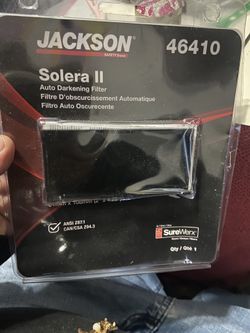 JACKSON
SAFETY
46410
Solera II
Auto Darkening Filter
Filtre D'obscurcissement Automatique
Filtro Auto Oscurecente
ANSI Z87.1
CAN/CSA Z94.3
SureWerx
Qty / Qté 1